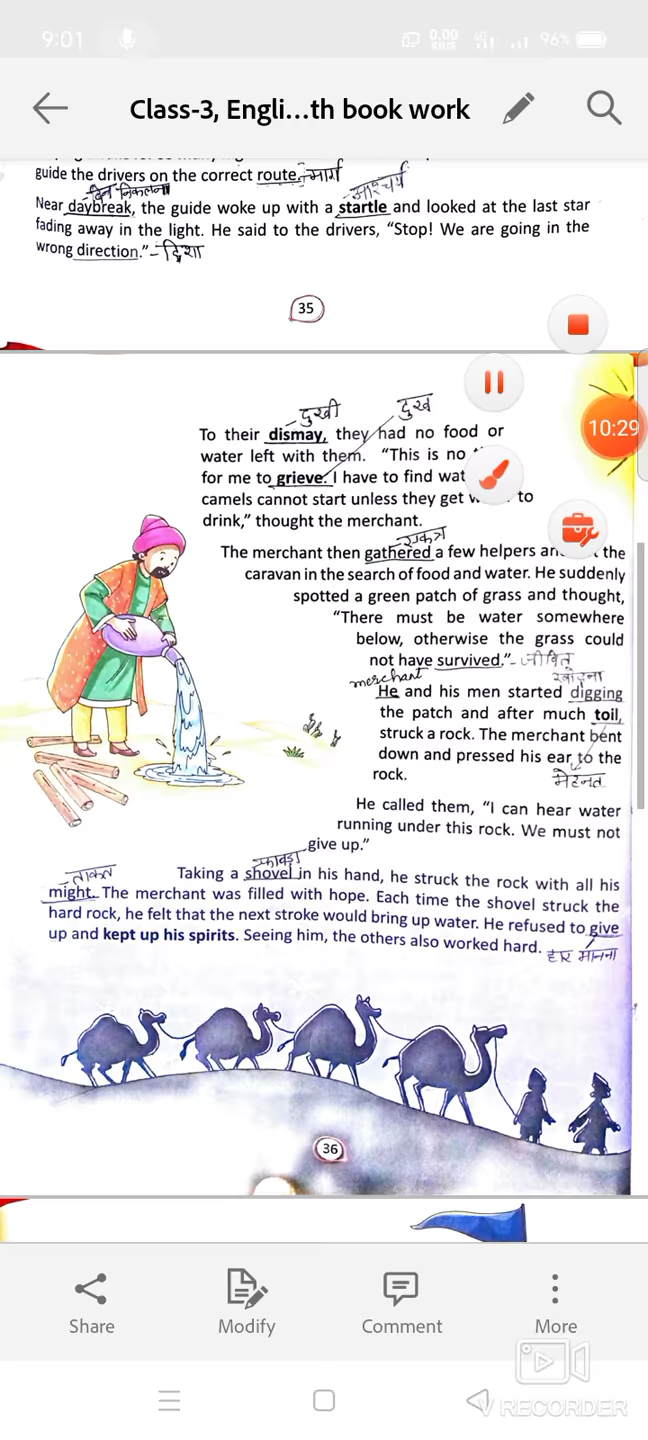 9:01
0.00
KB/S
4G
96%
Class-3, Engli...th book work
guide the drivers on the correct route. मार्ग
दिन निकलना
आश्चर्य
Near daybreak, the guide woke up with a startle and looked at the last star
fading away in the light. He said to the drivers, “Stop! We are going in the
wrong direction.” - दिशा
35
दुखी
दुख
10:29
To their dismay, they had no food or
water left with them. “This is no
for me to grieve. I have to find wat
camels cannot start unless they get to
drink,” thought the merchant.
एकत्र
The merchant then gathered a few helpers an the
caravan in the search of food and water. He suddenly
spotted a green patch of grass and thought,
“There must be water somewhere
below, otherwise the grass could
not have survived.” - जीवित
merchant
खोदना
He and his men started digging
the patch and after much toil,
struck a rock. The merchant bent
down and pressed his ear to the
rock.
मेहनत
He called them, “I can hear water
running under this rock. We must not
give up.”
फावड़ा
ताकत
Taking a shovel in his hand, he struck the rock with all his
might. The merchant was filled with hope. Each time the shovel struck the
hard rock, he felt that the next stroke would bring up water. He refused to give
up and kept up his spirits. Seeing him, the others also worked hard. हार मानना
36
Share
Modify
Comment
More
RECORDER